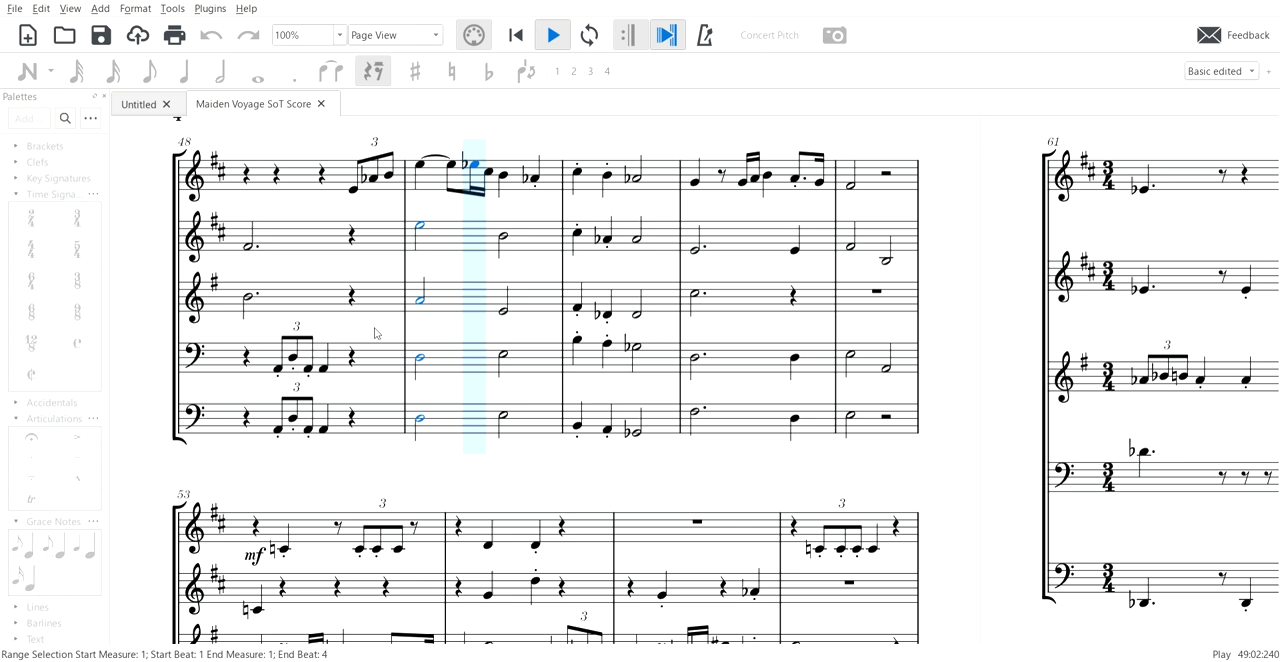 File Edit View Add Format Tools Plugins Help
100% Page View Concert Pitch Feedback
1 2 3 4 Basic edited
Palettes
Untitled Maiden Voyage SoT Score
Add ...
Brackets
Clefs
Key Signatures
Time Signa...
Accidentals
Articulations
tr
Grace Notes
Lines
Barlines
Text
4
48
3
3
3
53
3
3
mf
3
61
3
Range Selection Start Measure: 1; Start Beat: 1 End Measure: 1; End Beat: 4 Play 49:02:240